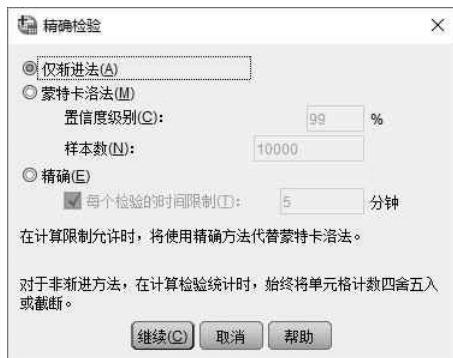 精确检验
仅渐进法(A)
蒙特卡洛法(M)
置信度级别(C): 99 %
样本数(N): 10000
精确(E)
每个检验的时间限制(T): 5 分钟
在计算限制允许时，将使用精确方法代替蒙特卡洛法。
对于非渐进方法，在计算检验统计时，始终将单元格计数四舍五入
或截断。
继续(C) 取消 帮助